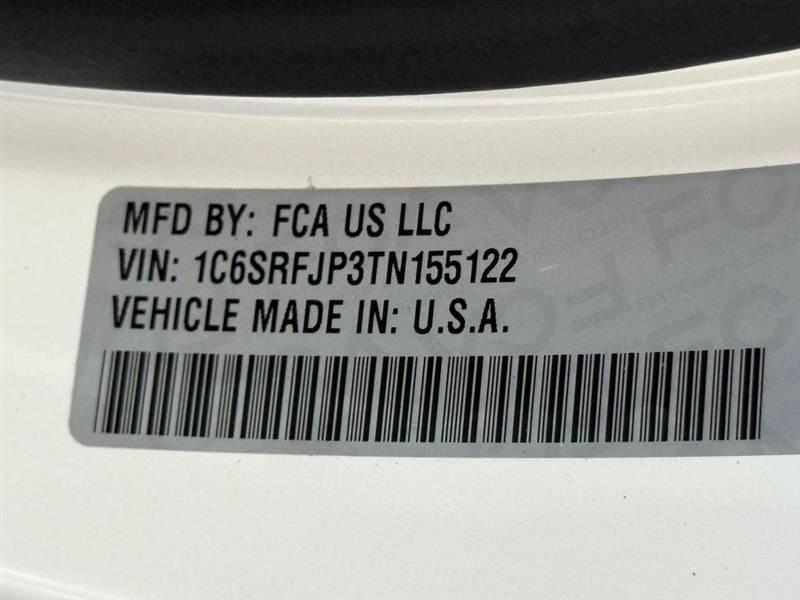 MFD BY: FCA US LLC
VIN: 1C6SRFJP3TN155122
VEHICLE MADE IN: U.S.A.